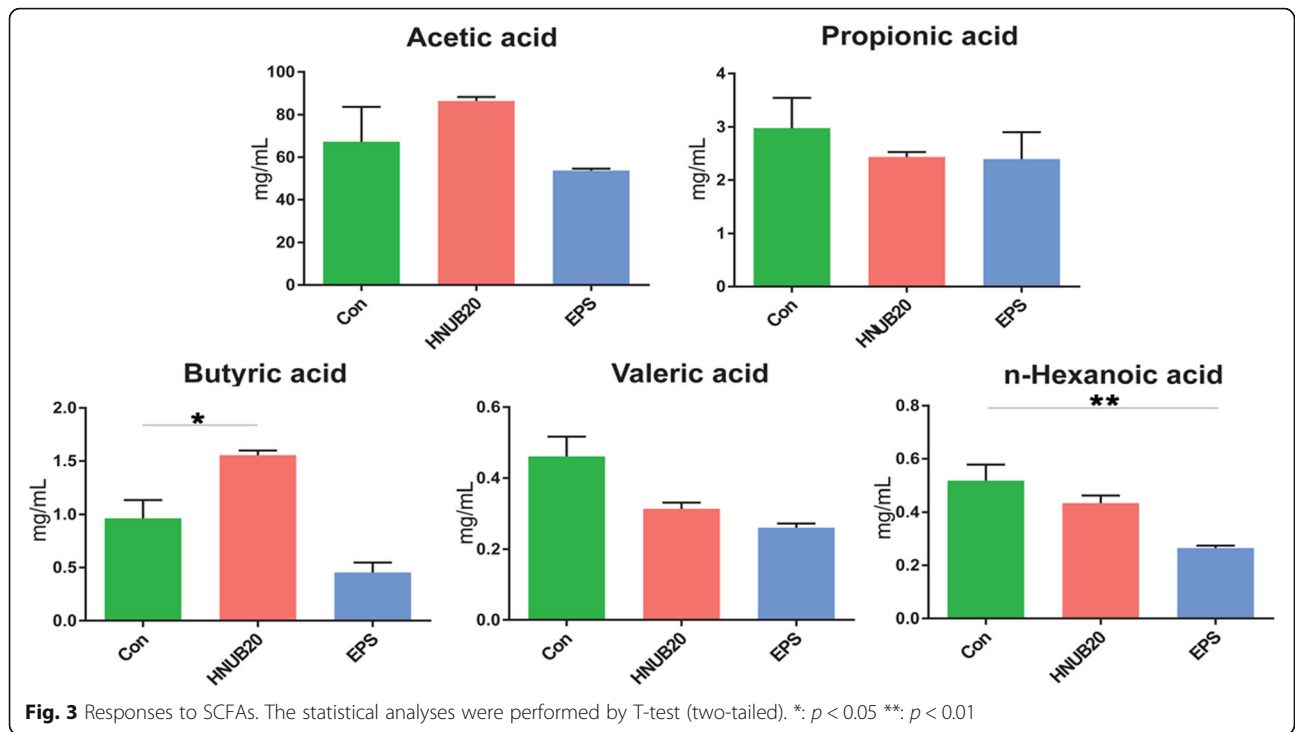 Acetic acid
mg/mL
100
80
60
40
20
0
Con
HNUB20
EPS
Propionic acid
mg/mL
4
3
2
1
0
Con
HNUB20
EPS
Butyric acid
mg/mL
2.0
1.5
1.0
0.5
0.0
*
Con
HNUB20
EPS
Valeric acid
mg/mL
0.6
0.4
0.2
0.0
Con
HNUB20
EPS
n-Hexanoic acid
mg/mL
0.8
0.6
0.4
0.2
0.0
**
Con
HNUB20
EPS
Fig. 3 Responses to SCFAs. The statistical analyses were performed by T-test (two-tailed). *: p < 0.05 **: p < 0.01